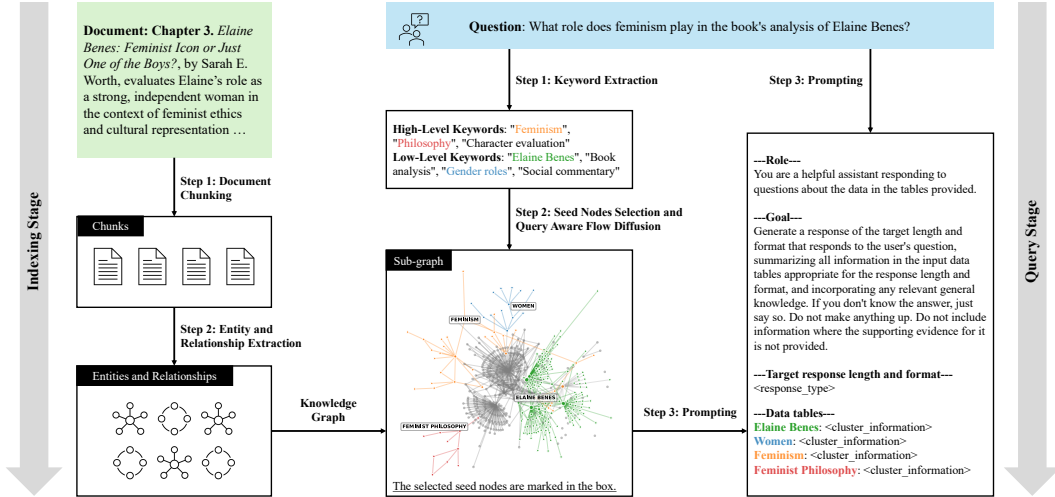 Indexing Stage
Document: Chapter 3. Elaine
Benes: Feminist Icon or Just
One of the Boys?, by Sarah E.
Worth, evaluates Elaine's role as
a strong, independent woman in
the context of feminist ethics
and cultural representation …
Step 1: Document
Chunking
Chunks
Step 2: Entity and
Relationship Extraction
Entities and Relationships
Knowledge
Graph
Question: What role does feminism play in the book's analysis of Elaine Benes?
Step 1: Keyword Extraction
High-Level Keywords: "Feminism",
"Philosophy", "Character evaluation"
Low-Level Keywords: "Elaine Benes", "Book
analysis", "Gender roles", "Social commentary"
Step 2: Seed Nodes Selection and
Query Aware Flow Diffusion
Sub-graph
WOMEN
FEMINISM
ELAINE BENES
FEMINIST PHILOSOPHY
The selected seed nodes are marked in the box.
Step 3: Prompting
Step 3: Prompting
---Role---
You are a helpful assistant responding to
questions about the data in the tables provided.
---Goal---
Generate a response of the target length and
format that responds to the user's question,
summarizing all information in the input data
tables appropriate for the response length and
format, and incorporating any relevant general
knowledge. If you don't know the answer, just
say so. Do not make anything up. Do not include
information where the supporting evidence for it
is not provided.
---Target response length and format---
<response_type>
---Data tables---
Elaine Benes: <cluster_information>
Women: <cluster_information>
Feminism: <cluster_information>
Feminist Philosophy: <cluster_information>
Query Stage